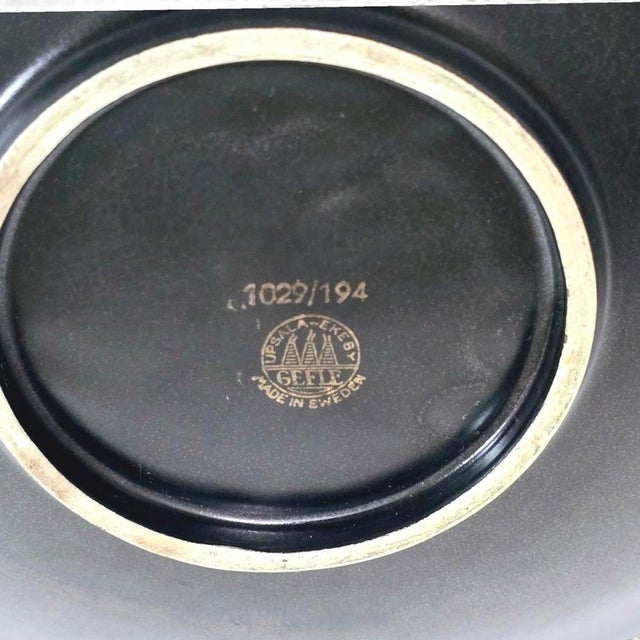 1029/194
UPSALA-EKEBY
GEFLE
MADE IN SWEDEN